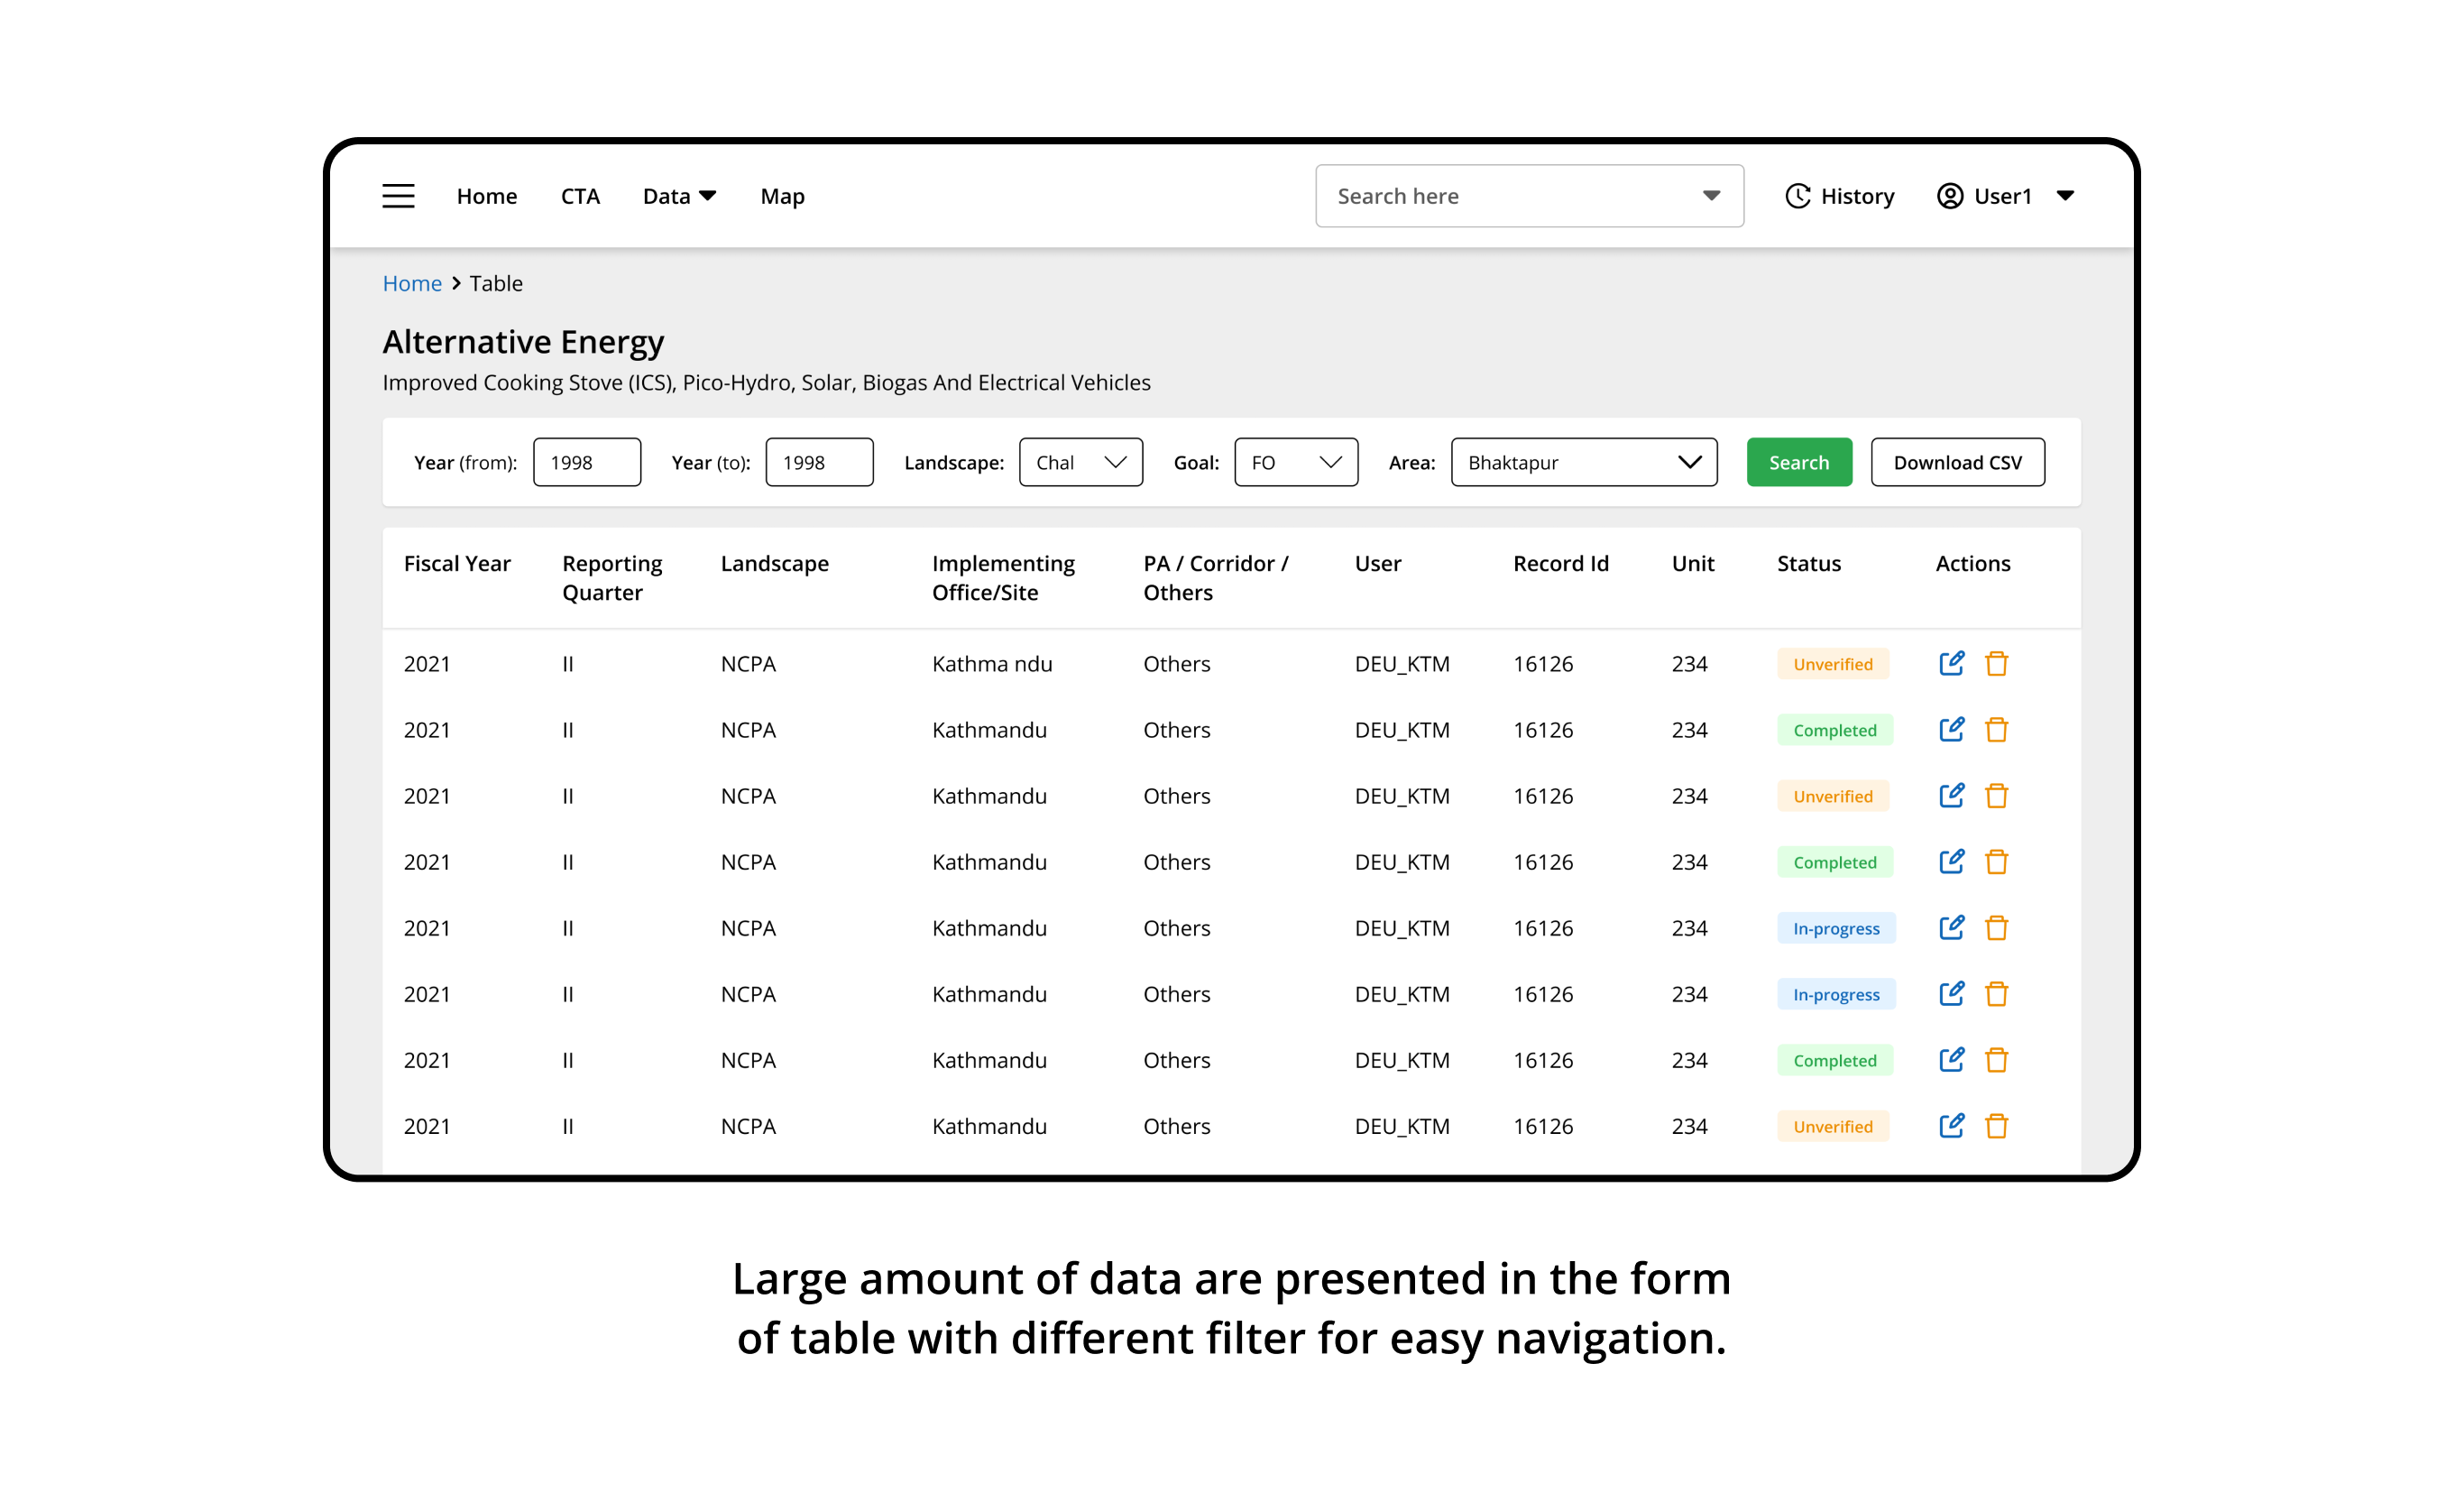 Home CTA Data Map Search here History User1
Home > Table
Alternative Energy
Improved Cooking Stove (ICS), Pico-Hydro, Solar, Biogas And Electrical Vehicles
Year (from): 1998 Year (to): 1998 Landscape: Chal Goal: FO Area: Bhaktapur Search Download CSV
Fiscal Year Reporting Quarter Landscape Implementing Office/Site PA / Corridor / Others User Record Id Unit Status Actions
2021 II NCPA Kathma ndu Others DEU_KTM 16126 234 Unverified
2021 II NCPA Kathmandu Others DEU_KTM 16126 234 Completed
2021 II NCPA Kathmandu Others DEU_KTM 16126 234 Unverified
2021 II NCPA Kathmandu Others DEU_KTM 16126 234 Completed
2021 II NCPA Kathmandu Others DEU_KTM 16126 234 In-progress
2021 II NCPA Kathmandu Others DEU_KTM 16126 234 In-progress
2021 II NCPA Kathmandu Others DEU_KTM 16126 234 Completed
2021 II NCPA Kathmandu Others DEU_KTM 16126 234 Unverified
Large amount of data are presented in the form
of table with different filter for easy navigation.